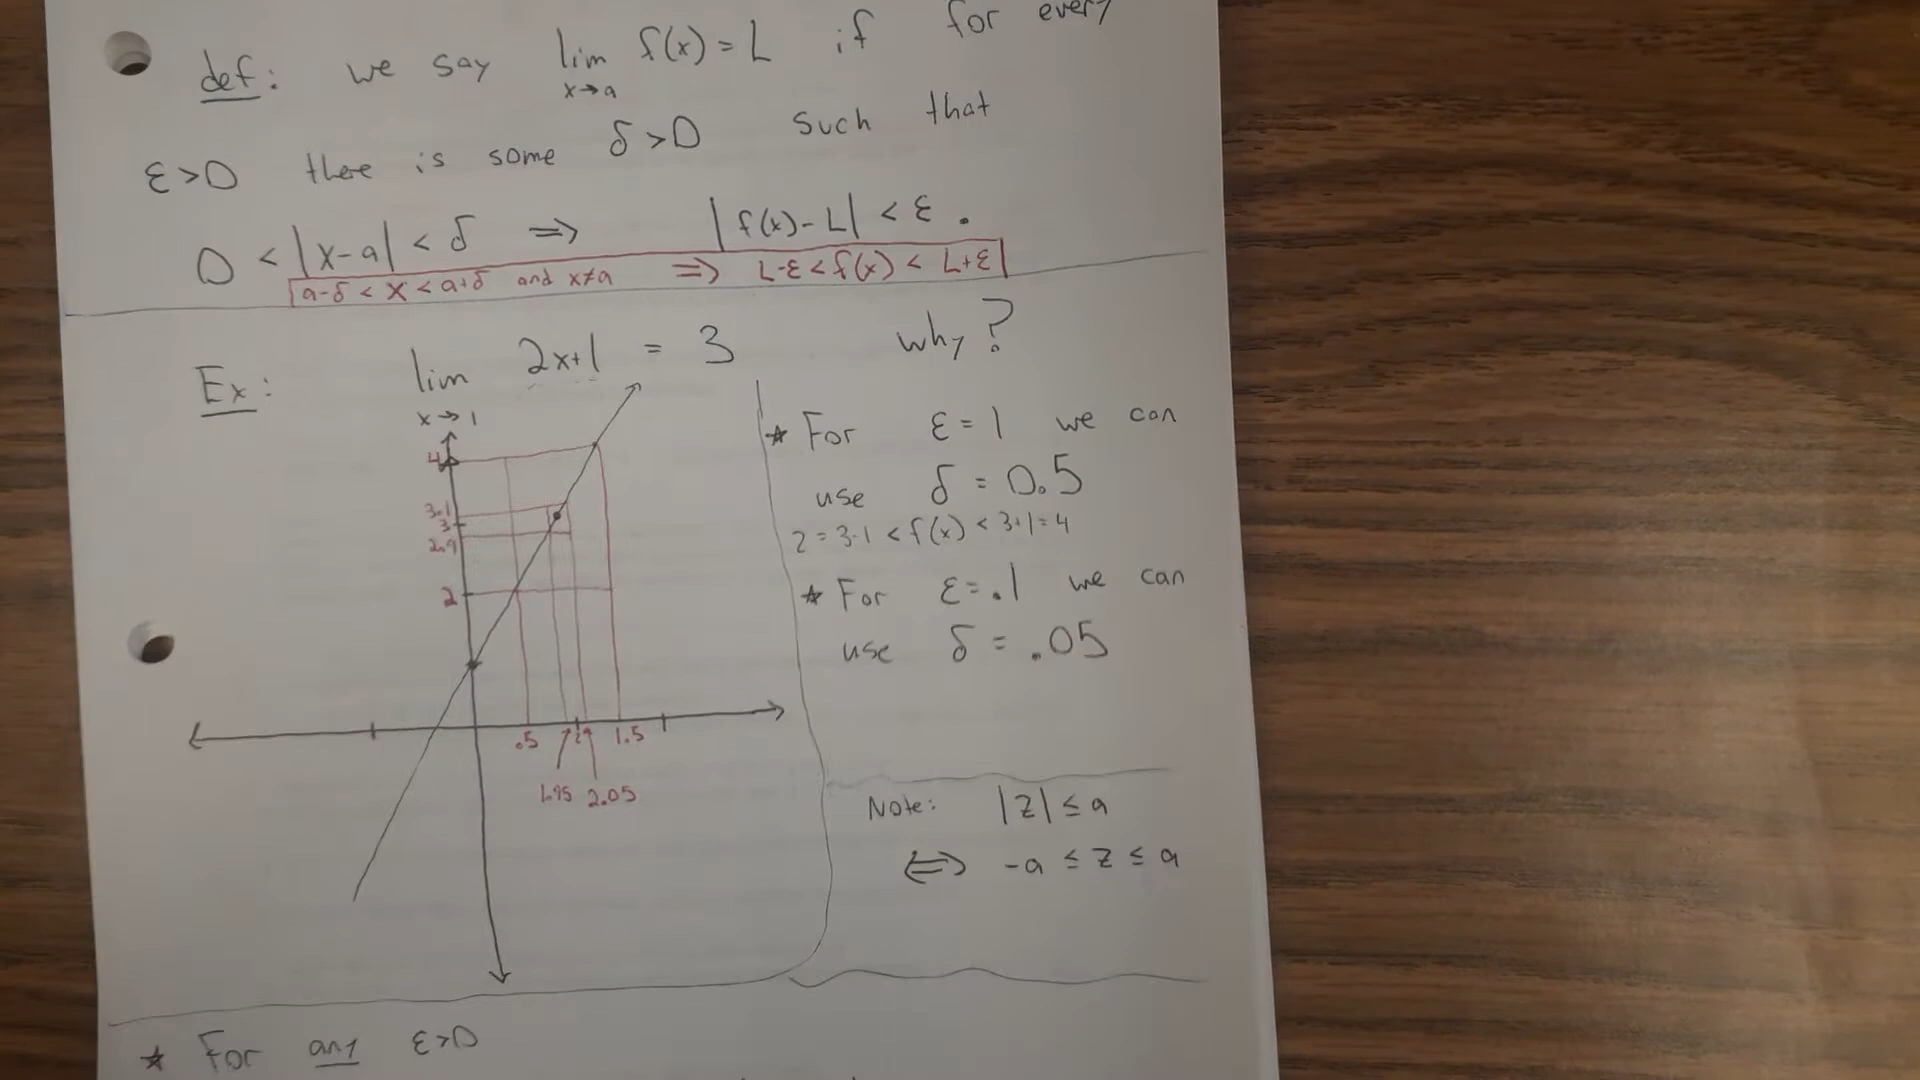 def: we say lim f(x) = L if for every
x→a
ε>0 there is some δ>0 such that
0 < |x-a| < δ ⇒ |f(x)-L| < ε.
a-δ < x < a+δ and x≠a ⇒ L-ε < f(x) < L+ε
Ex: lim 2x+1 = 3 why?
x→1
4
3.1
3
2.9
2
.5
1.5
1.95 2.05
* For ε = 1 we can
use δ = 0.5
2 = 3-1 < f(x) < 3+1 = 4
* For ε = .1 we can
use δ = .05
Note: |z| ≤ a
⇔ -a ≤ z ≤ a
* For any ε>0